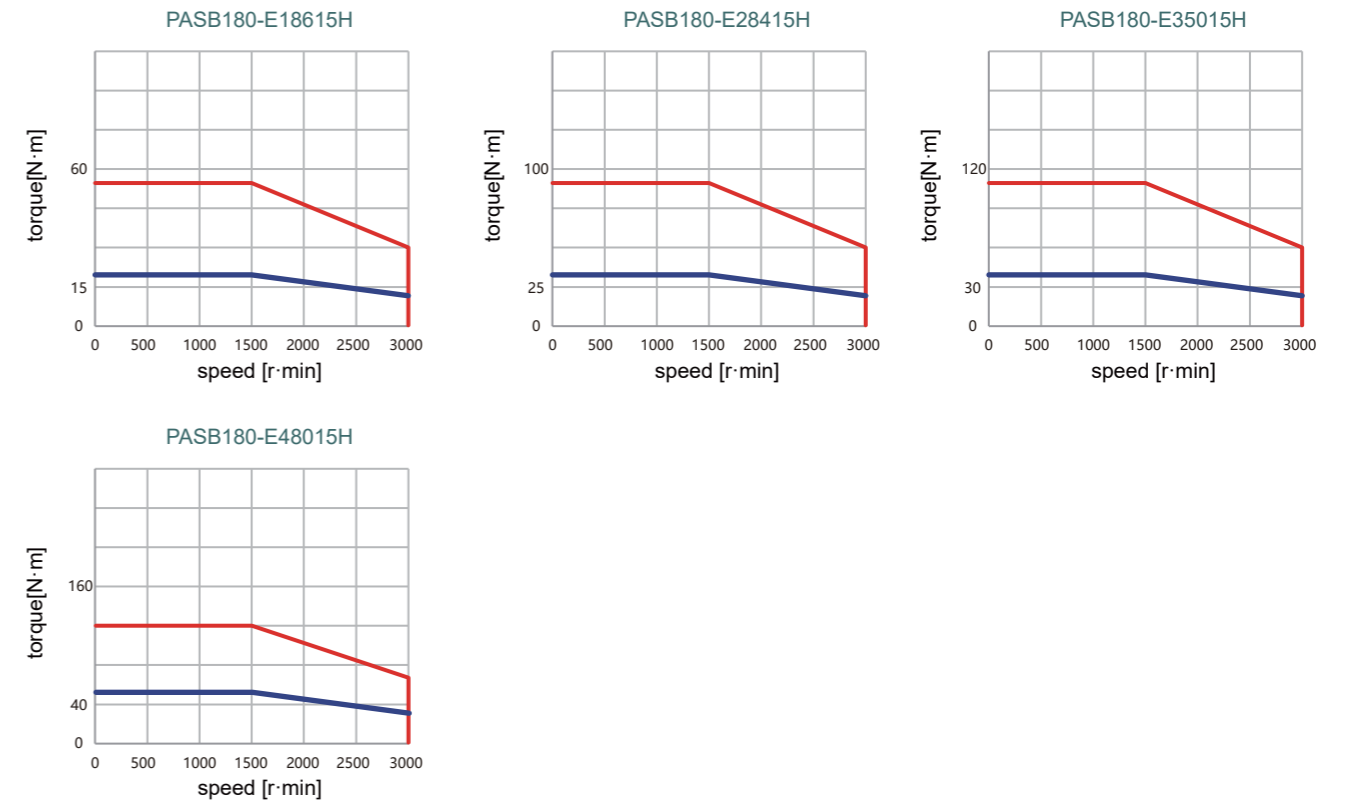 PASB180-E18615H
torque[N·m]
60
15
0
0 500 1000 1500 2000 2500 3000
speed [r·min]
PASB180-E28415H
torque[N·m]
100
25
0
0 500 1000 1500 2000 2500 3000
speed [r·min]
PASB180-E35015H
torque[N·m]
120
30
0
0 500 1000 1500 2000 2500 3000
speed [r·min]
PASB180-E48015H
torque[N·m]
160
40
0
0 500 1000 1500 2000 2500 3000
speed [r·min]